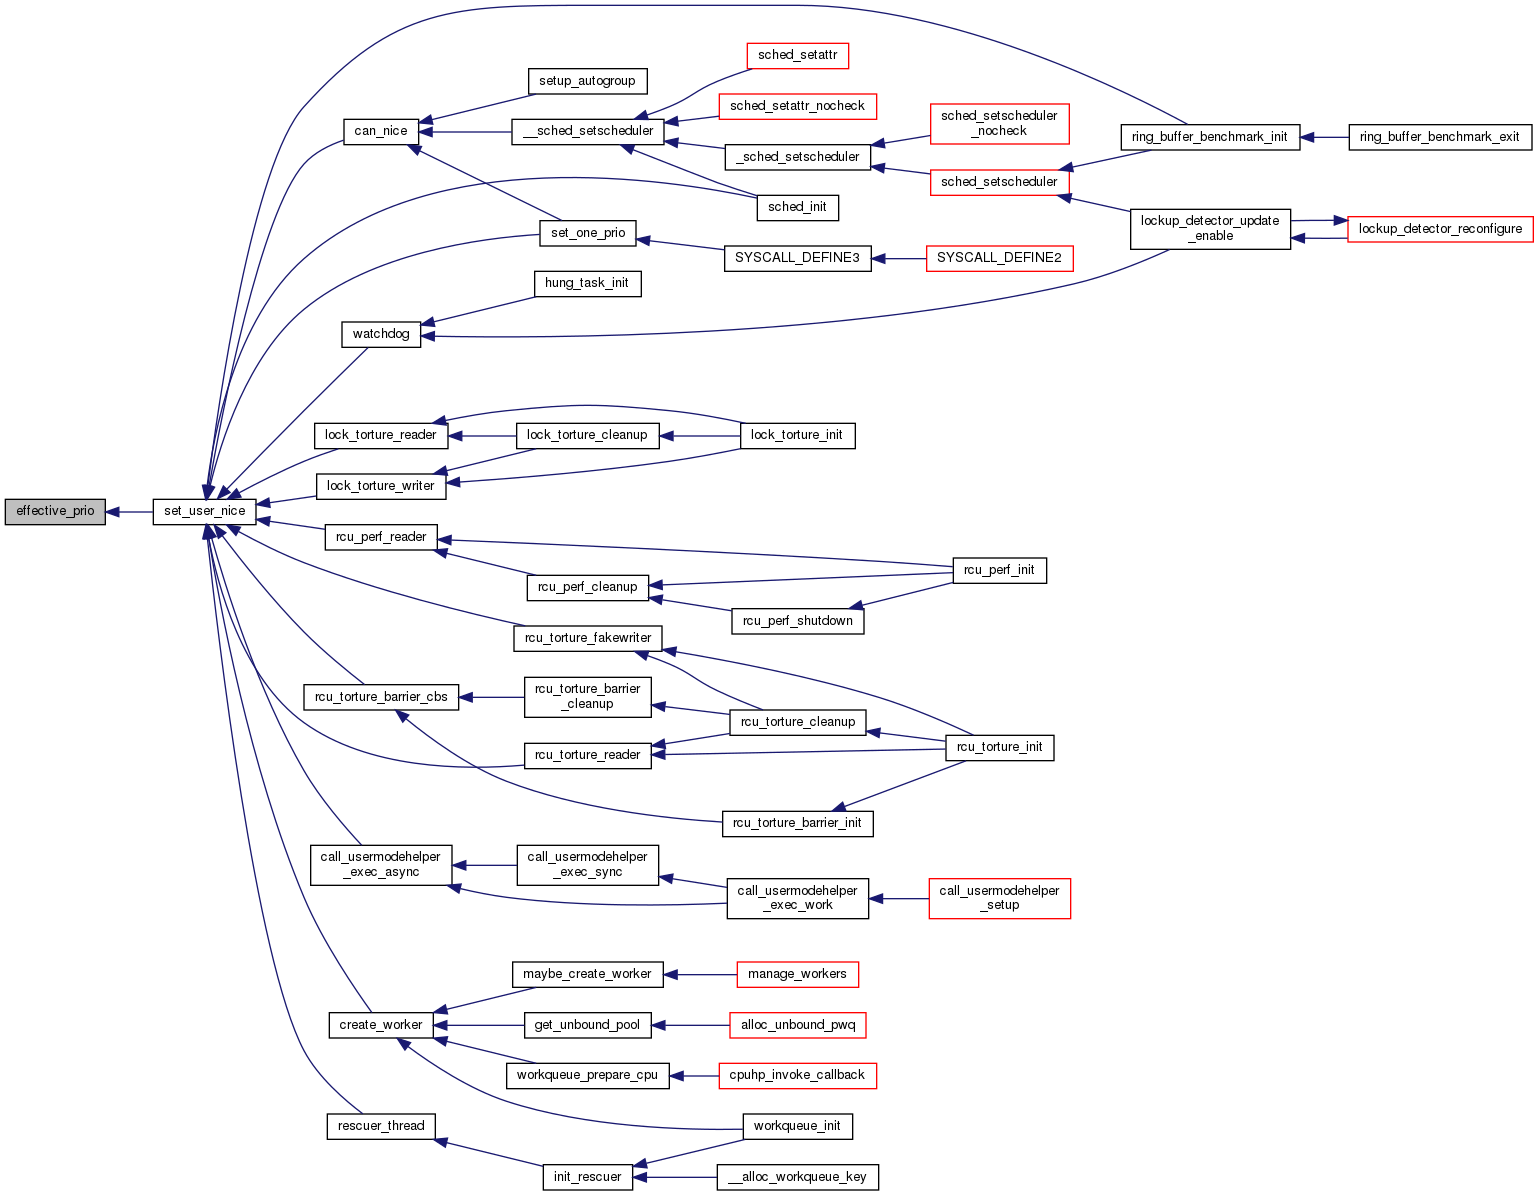 sched_setattr
setup_autogroup
sched_setattr_nocheck
can_nice
__sched_setscheduler
sched_setscheduler
_nocheck
ring_buffer_benchmark_init
ring_buffer_benchmark_exit
_sched_setscheduler
sched_setscheduler
sched_init
lockup_detector_update
_enable
lockup_detector_reconfigure
set_one_prio
SYSCALL_DEFINE3
SYSCALL_DEFINE2
hung_task_init
watchdog
lock_torture_reader
lock_torture_cleanup
lock_torture_init
lock_torture_writer
effective_prio
set_user_nice
rcu_perf_reader
rcu_perf_init
rcu_perf_cleanup
rcu_perf_shutdown
rcu_torture_fakewriter
rcu_torture_barrier_cbs
rcu_torture_barrier
_cleanup
rcu_torture_cleanup
rcu_torture_init
rcu_torture_reader
rcu_torture_barrier_init
call_usermodehelper
_exec_async
call_usermodehelper
_exec_sync
call_usermodehelper
_exec_work
call_usermodehelper
_setup
maybe_create_worker
manage_workers
create_worker
get_unbound_pool
alloc_unbound_pwq
workqueue_prepare_cpu
cpuhp_invoke_callback
rescuer_thread
workqueue_init
init_rescuer
__alloc_workqueue_key